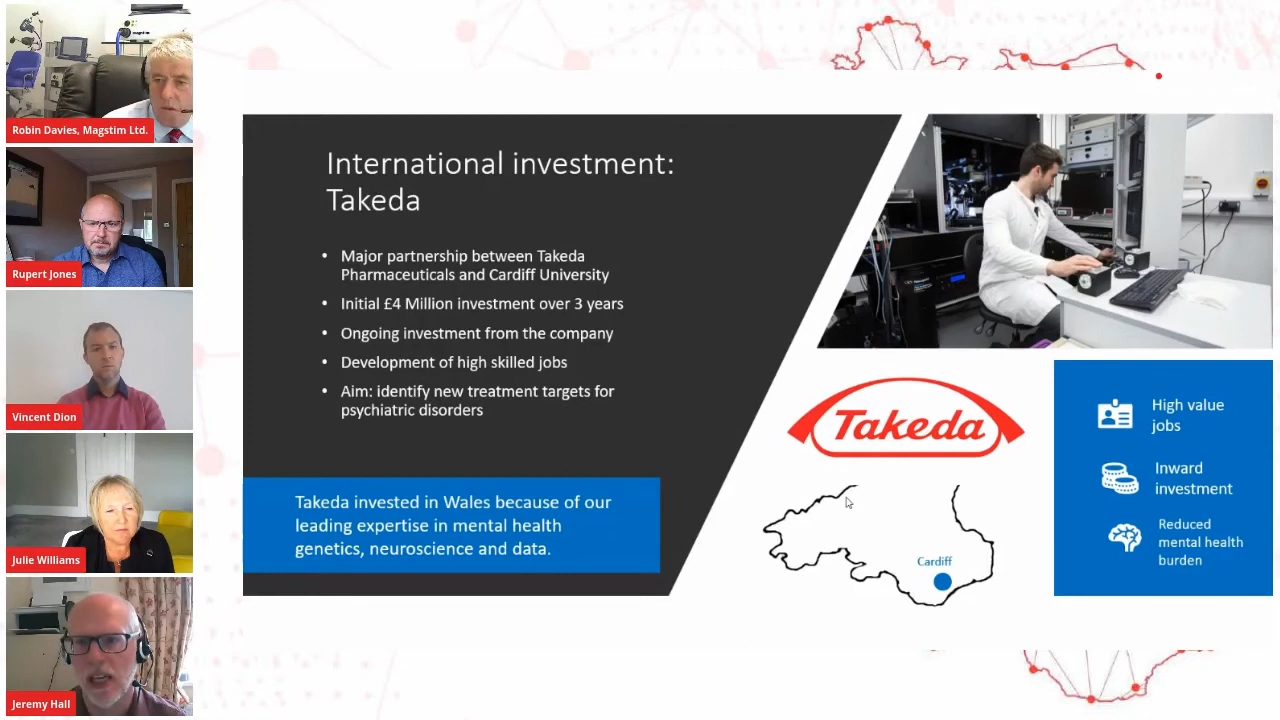 magstim
Robin Davies, Magstim Ltd.
Rupert Jones
Vincent Dion
Julie Williams
Jeremy Hall
International investment:
Takeda
• Major partnership between Takeda
Pharmaceuticals and Cardiff University
• Initial £4 Million investment over 3 years
• Ongoing investment from the company
• Development of high skilled jobs
• Aim: identify new treatment targets for
psychiatric disorders
Takeda invested in Wales because of our
leading expertise in mental health
genetics, neuroscience and data.
Takeda
Cardiff
High value
jobs
Inward
investment
Reduced
mental health
burden